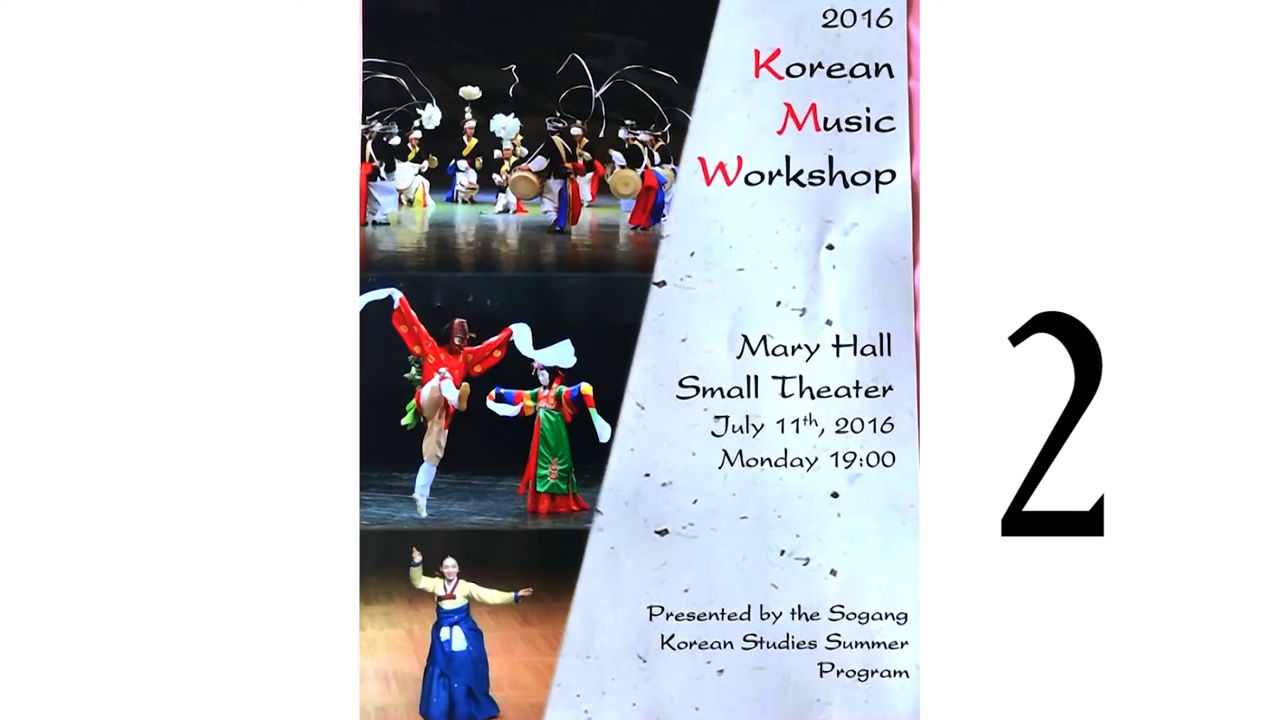 2016
Korean
Music
Workshop
Mary Hall
Small Theater
July 11th, 2016
Monday 19:00
Presented by the Sogang
Korean Studies Summer
Program
2